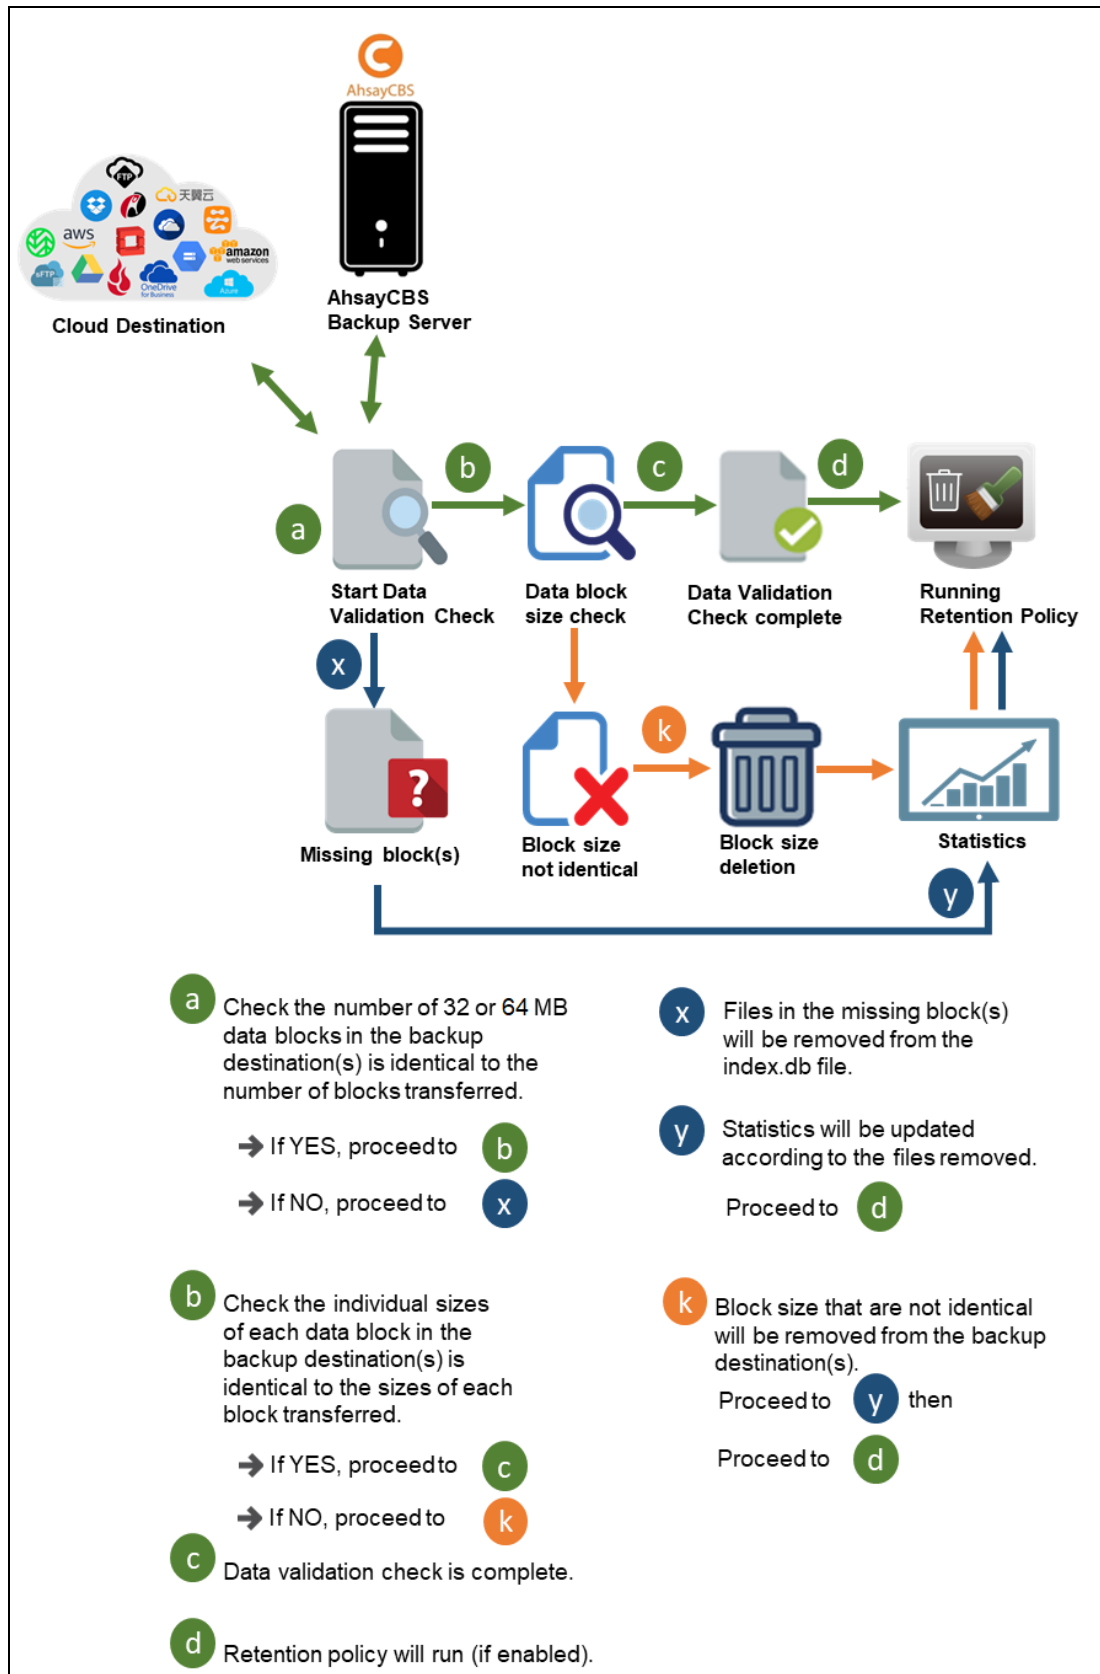 AhsayCBS
FTP
天翼云
aws
amazon
web services
sFTP
OneDrive
for Business
Azure
Cloud Destination
AhsayCBS
Backup Server
a
b
c
d
Start Data
Validation Check
Data block
size check
Data Validation
Check complete
Running
Retention Policy
x
k
?
Missing block(s)
Block size
not identical
Block size
deletion
Statistics
y
a
Check the number of 32 or 64 MB
data blocks in the backup
destination(s) is identical to the
number of blocks transferred.
➔ If YES, proceed to b
➔ If NO, proceed to x
b
Check the individual sizes
of each data block in the
backup destination(s) is
identical to the sizes of each
block transferred.
➔ If YES, proceed to c
➔ If NO, proceed to k
c Data validation check is complete.
d Retention policy will run (if enabled).
x
Files in the missing block(s)
will be removed from the
index.db file.
y
Statistics will be updated
according to the files removed.
Proceed to d
k
Block size that are not identical
will be removed from the backup
destination(s).
Proceed to y then
Proceed to d